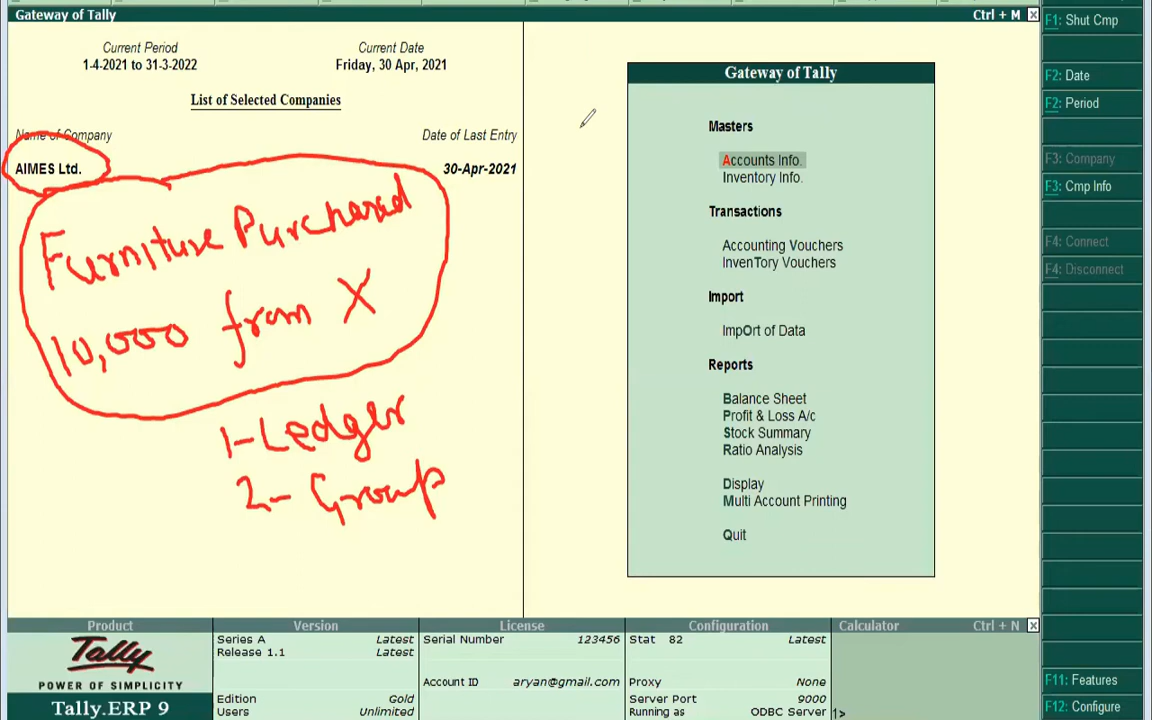 Gateway of Tally
Ctrl + M
x
F1: Shut Cmp
Current Period
1-4-2021 to 31-3-2022
Current Date
Friday, 30 Apr, 2021
List of Selected Companies
Name of Company
Date of Last Entry
AIMES Ltd.
30-Apr-2021
Furniture Purchased
10,000 from X
1- Ledger
2- Group
Gateway of Tally
Masters
Accounts Info.
Inventory Info.
Transactions
Accounting Vouchers
InvenTory Vouchers
Import
ImpOrt of Data
Reports
Balance Sheet
Profit & Loss A/c
Stock Summary
Ratio Analysis
Display
Multi Account Printing
Quit
F2: Date
F2: Period
F3: Company
F3: Cmp Info
F4: Connect
F4: Disconnect
F11: Features
F12: Configure
Product
Tally
POWER OF SIMPLICITY
Tally.ERP 9
Version
Series A Latest
Release 1.1 Latest
Edition Gold
Users Unlimited
License
Serial Number 123456
Account ID aryan@gmail.com
Configuration
Stat 82 Latest
Proxy None
Server Port 9000
Running as ODBC Server
Calculator
Ctrl + N
x
1>